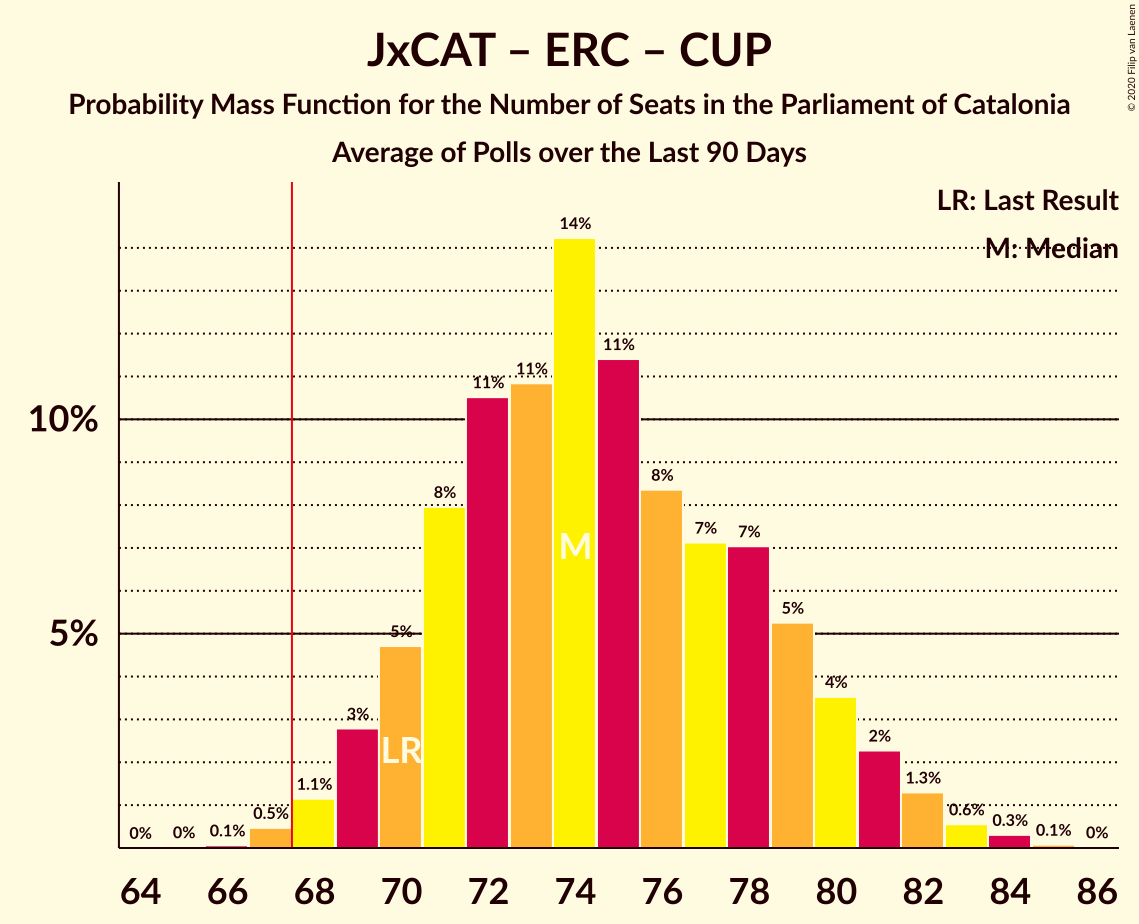 JxCAT – ERC – CUP
Probability Mass Function for the Number of Seats in the Parliament of Catalonia
Average of Polls over the Last 90 Days
© 2020 Filip van Laenen
LR: Last Result
M: Median
10%
5%
0%
0%
0.1%
0.5%
1.1%
3%
5%
8%
11%
11%
14%
11%
8%
7%
7%
5%
4%
2%
1.3%
0.6%
0.3%
0.1%
0%
LR
M
64 66 68 70 72 74 76 78 80 82 84 86